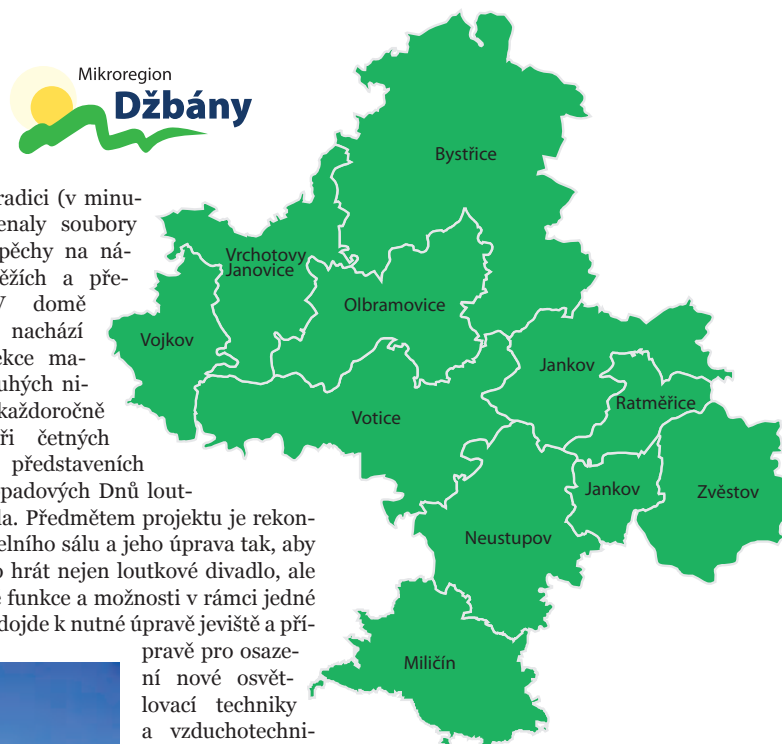 Mikroregion
Džbány
radici (v minu-
enaly soubory
pěchy na ná-
ěžích a pře-
V domě
nachází
ekce ma-
uhých ni-
každoročně
ři četných
představeních
padových Dnů lout-
la. Předmětem projektu je rekon-
elního sálu a jeho úprava tak, aby
o hrát nejen loutkové divadlo, ale
e funkce a možnosti v rámci jedné
dojde k nutné úpravě jeviště a pří-
pravě pro osaze-
ní nové osvět-
lovací techniky
a vzduchotechni-
Bystřice
Vrchotovy
Janovice
Olbramovice
Vojkov
Jankov
Ratměřice
Votice
Jankov
Zvěstov
Neustupov
Miličín